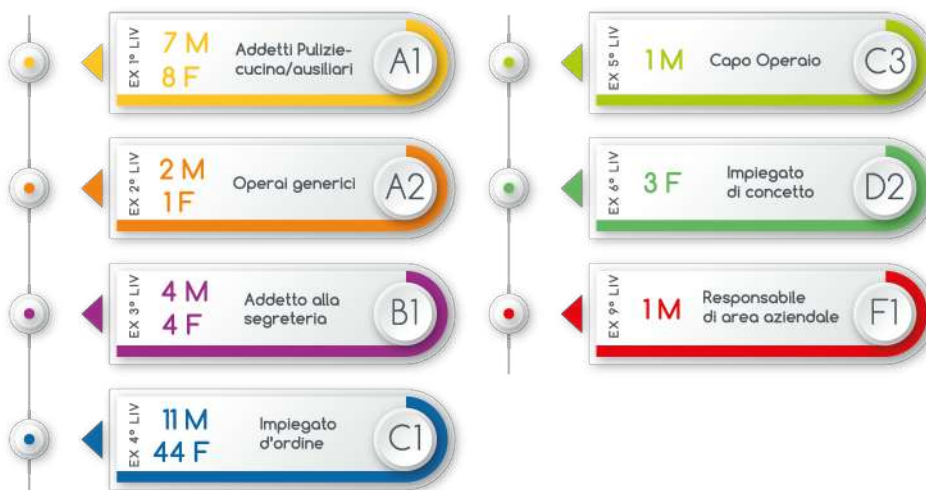 EX 1° LIV
7 M
8 F
Addetti Pulizie-
cucina/ausiliari
A1
EX 2° LIV
2 M
1 F
Operai generici
A2
EX 3° LIV
4 M
4 F
Addetto alla
segreteria
B1
EX 4° LIV
11 M
44 F
Impiegato
d'ordine
C1
EX 5° LIV
1 M
Capo Operaio
C3
EX 6° LIV
3 F
Impiegato
di concetto
D2
EX 9° LIV
1 M
Responsabile
di area aziendale
F1